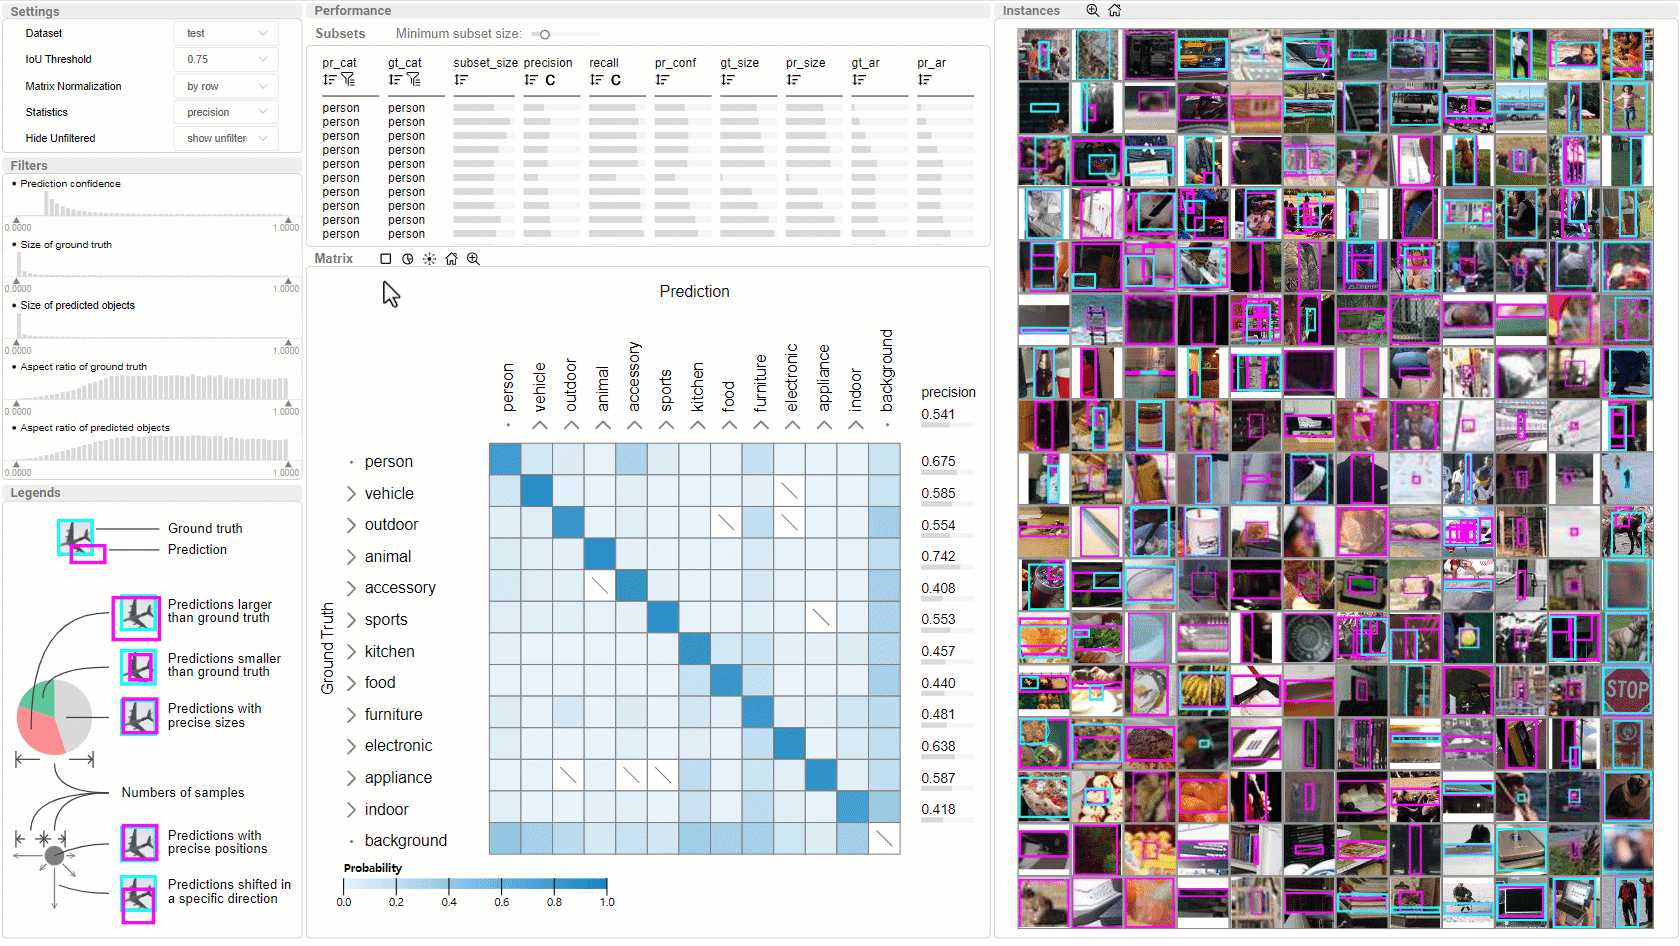 Settings
Dataset test
IoU Threshold 0.75
Matrix Normalization by row
Statistics precision
Hide Unfiltered show unfilter
Filters
• Prediction confidence
0.0000 1.0000
• Size of ground truth
0.0000 1.0000
• Size of predicted objects
0.0000 1.0000
• Aspect ratio of ground truth
0.0000 1.0000
• Aspect ratio of predicted objects
0.0000 1.0000
Legends
Ground truth
Prediction
Predictions larger
than ground truth
Predictions smaller
than ground truth
Predictions with
precise sizes
Numbers of samples
Predictions with
precise positions
Predictions shifted in
a specific direction
Performance
Subsets Minimum subset size:
pr_cat gt_cat subset_size precision recall pr_conf gt_size pr_size gt_ar pr_ar
C C
person person
person person
person person
person person
person person
person person
person person
person person
person person
person person
Matrix
Prediction
person vehicle outdoor animal accessory sports kitchen food furniture electronic appliance indoor background
precision
0.541
Ground Truth
person 0.675
vehicle 0.585
outdoor 0.554
animal 0.742
accessory 0.408
sports 0.553
kitchen 0.457
food 0.440
furniture 0.481
electronic 0.638
appliance 0.587
indoor 0.418
background
Probability
0.0 0.2 0.4 0.6 0.8 1.0
Instances
STOP